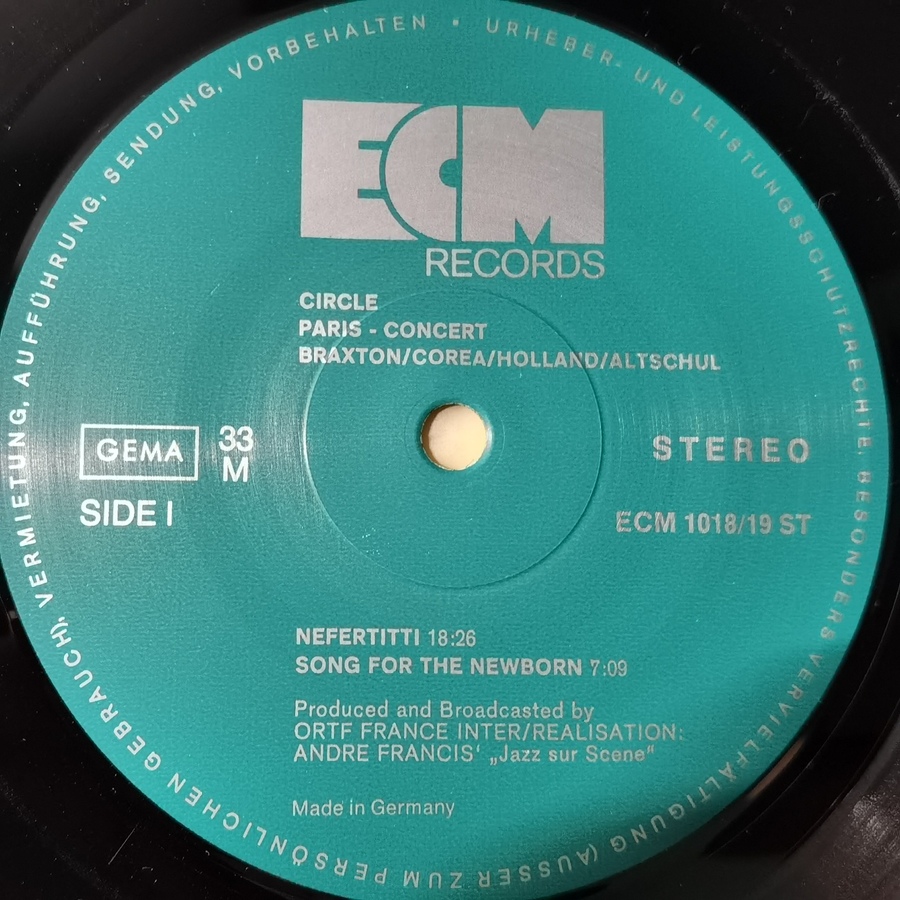 URHEBER- UND LEISTUNGSSCHUTZRECHTE, BESONDERS VERVIELFÄLTIGUNG (AUSSER ZUM PERSÖNLICHEN GEBRAUCH), VERMIETUNG, AUFFÜHRUNG, SENDUNG, VORBEHALTEN •
ECM
RECORDS
CIRCLE
PARIS - CONCERT
BRAXTON/COREA/HOLLAND/ALTSCHUL
GEMA
33
M
SIDE I
STEREO
ECM 1018/19 ST
NEFERTITTI 18:26
SONG FOR THE NEWBORN 7:09
Produced and Broadcasted by
ORTF FRANCE INTER/REALISATION:
ANDRE FRANCIS‘ „Jazz sur Scene“
Made in Germany